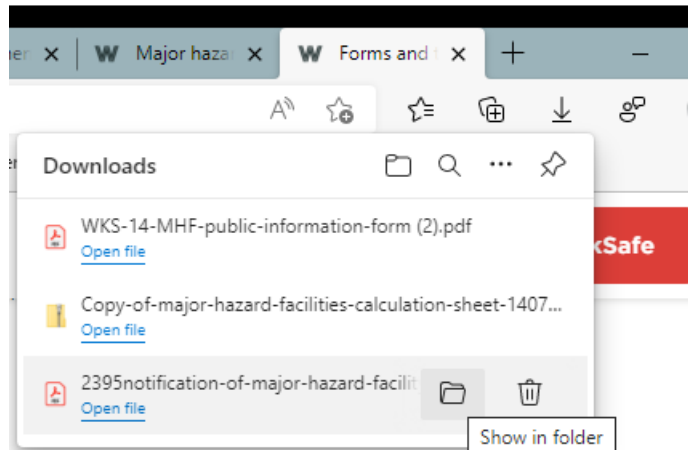 Major haza
Forms and
Downloads
WKS-14-MHF-public-information-form (2).pdf
Open file
Copy-of-major-hazard-facilities-calculation-sheet-1407...
Open file
2395notification-of-major-hazard-facilit
Open file
Show in folder
kSafe